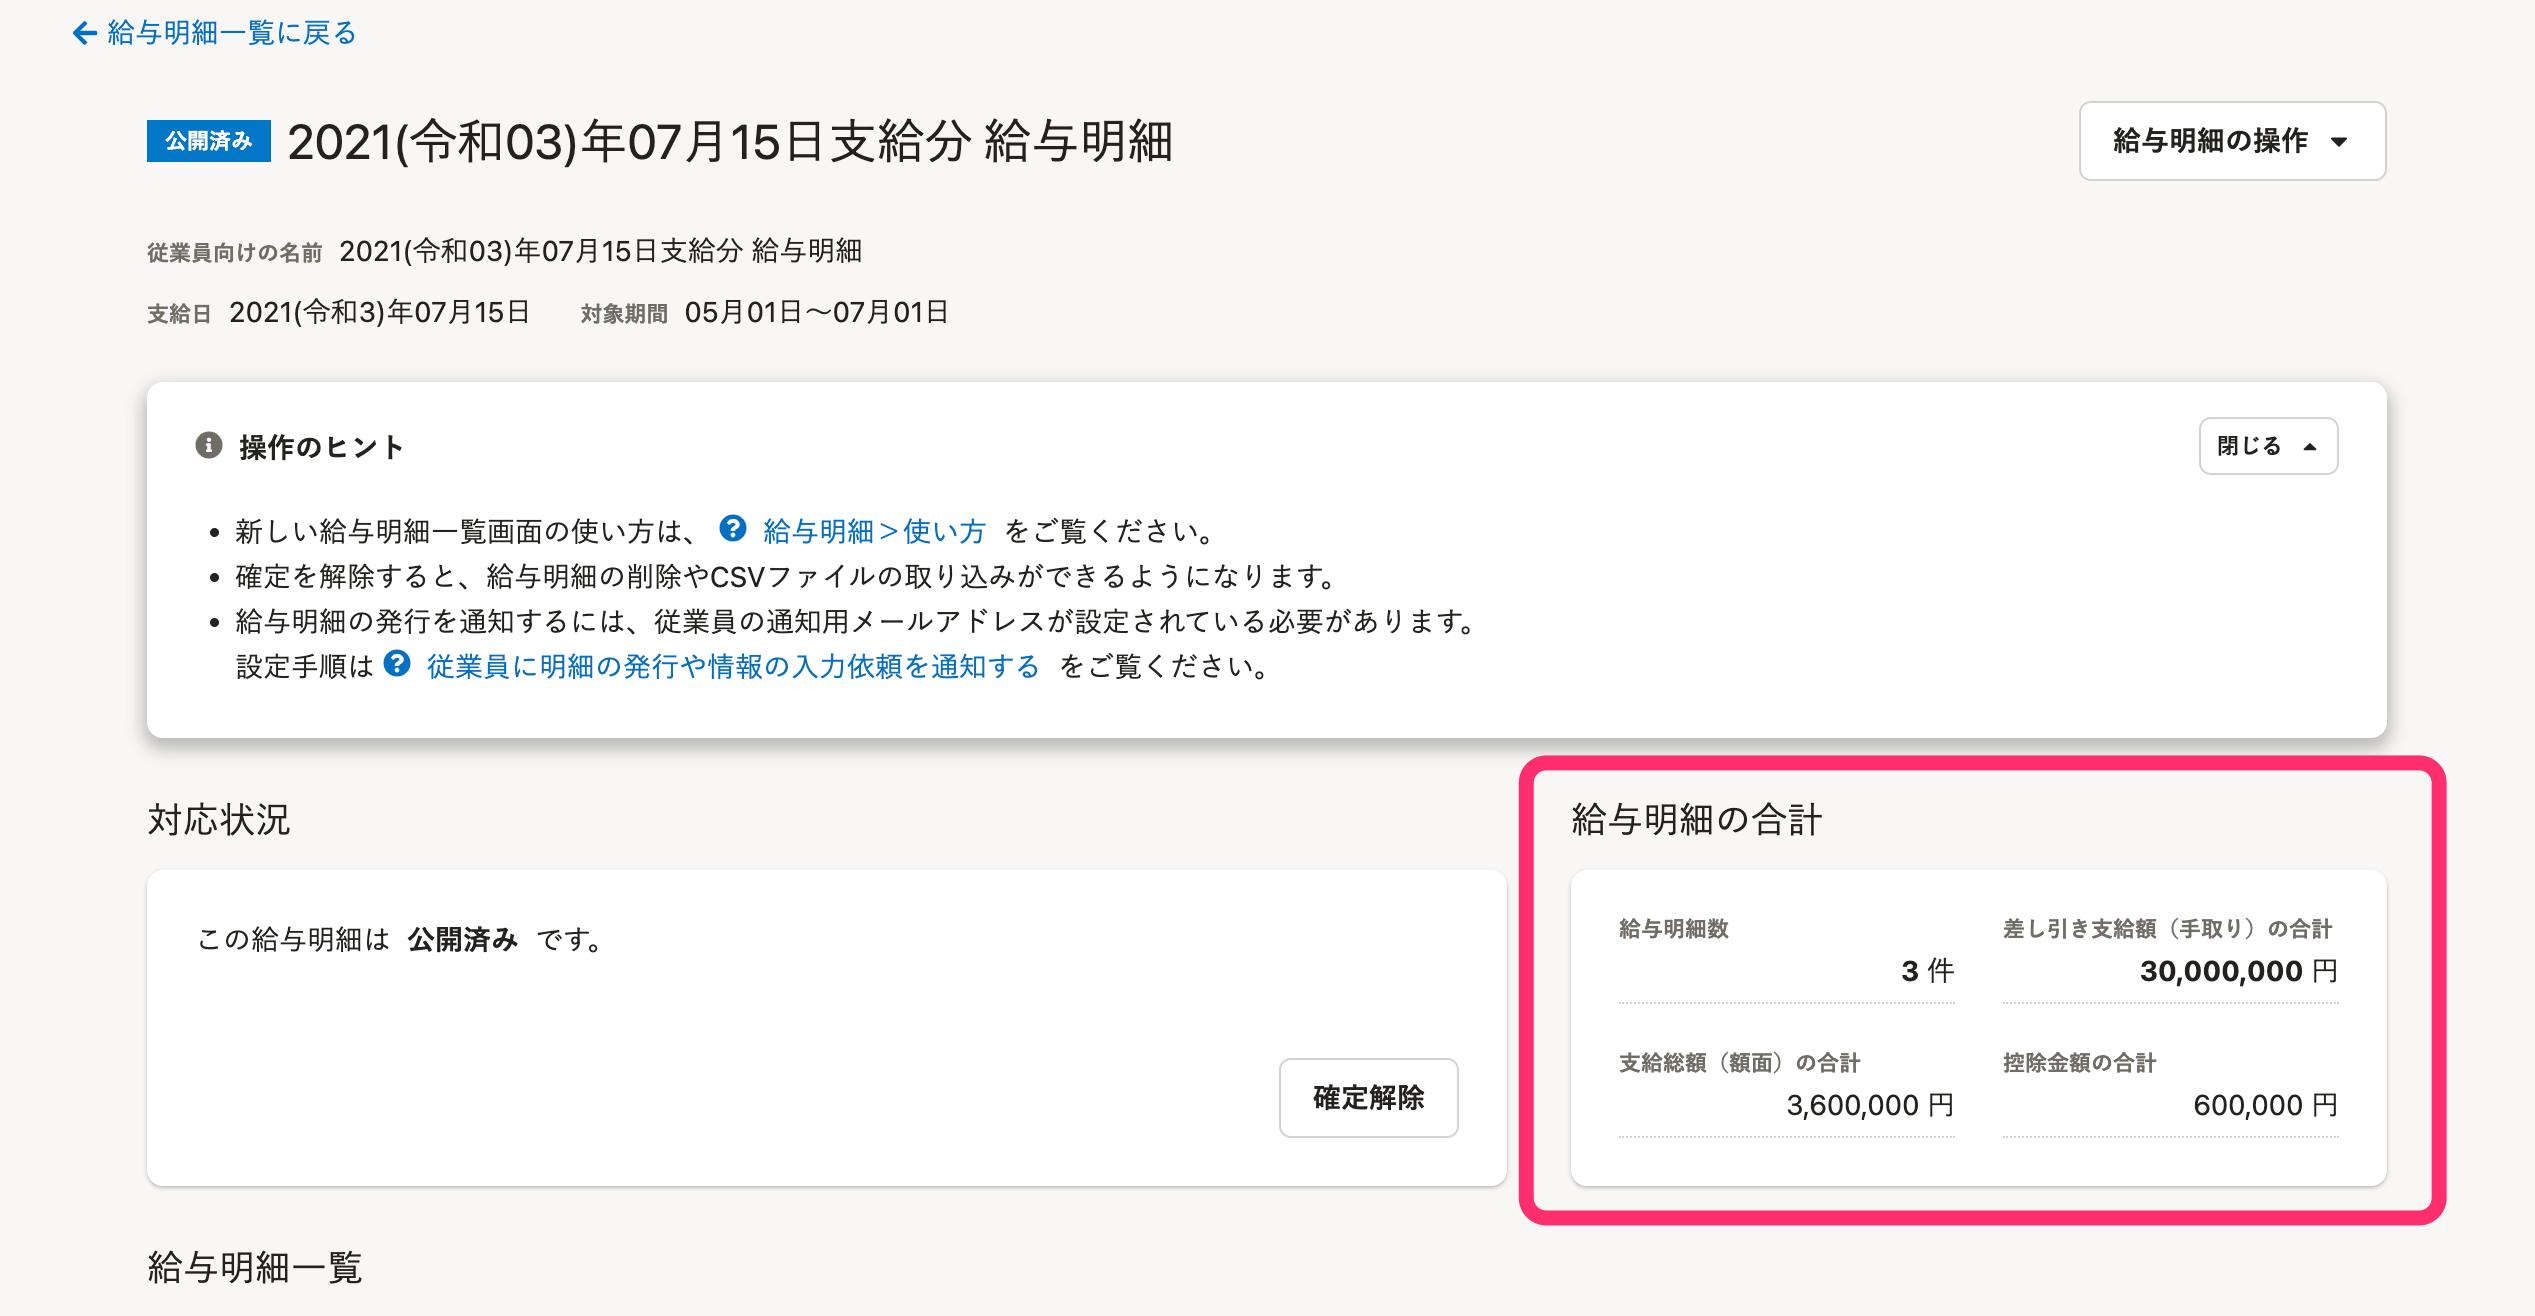 給与明細一覧に戻る
公開済み 2021(令和03)年07月15日支給分 給与明細
給与明細の操作
従業員向けの名前 2021(令和03)年07月15日支給分 給与明細
支給日 2021(令和3)年07月15日 対象期間 05月01日〜07月01日
操作のヒント
閉じる
新しい給与明細一覧画面の使い方は、 給与明細＞使い方 をご覧ください。
確定を解除すると、給与明細の削除やCSVファイルの取り込みができるようになります。
給与明細の発行を通知するには、従業員の通知用メールアドレスが設定されている必要があります。
設定手順は 従業員に明細の発行や情報の入力依頼を通知する をご覧ください。
対応状況
この給与明細は 公開済み です。
確定解除
給与明細の合計
給与明細数
3 件
差し引き支給額（手取り）の合計
30,000,000 円
支給総額（額面）の合計
3,600,000 円
控除金額の合計
600,000 円
給与明細一覧